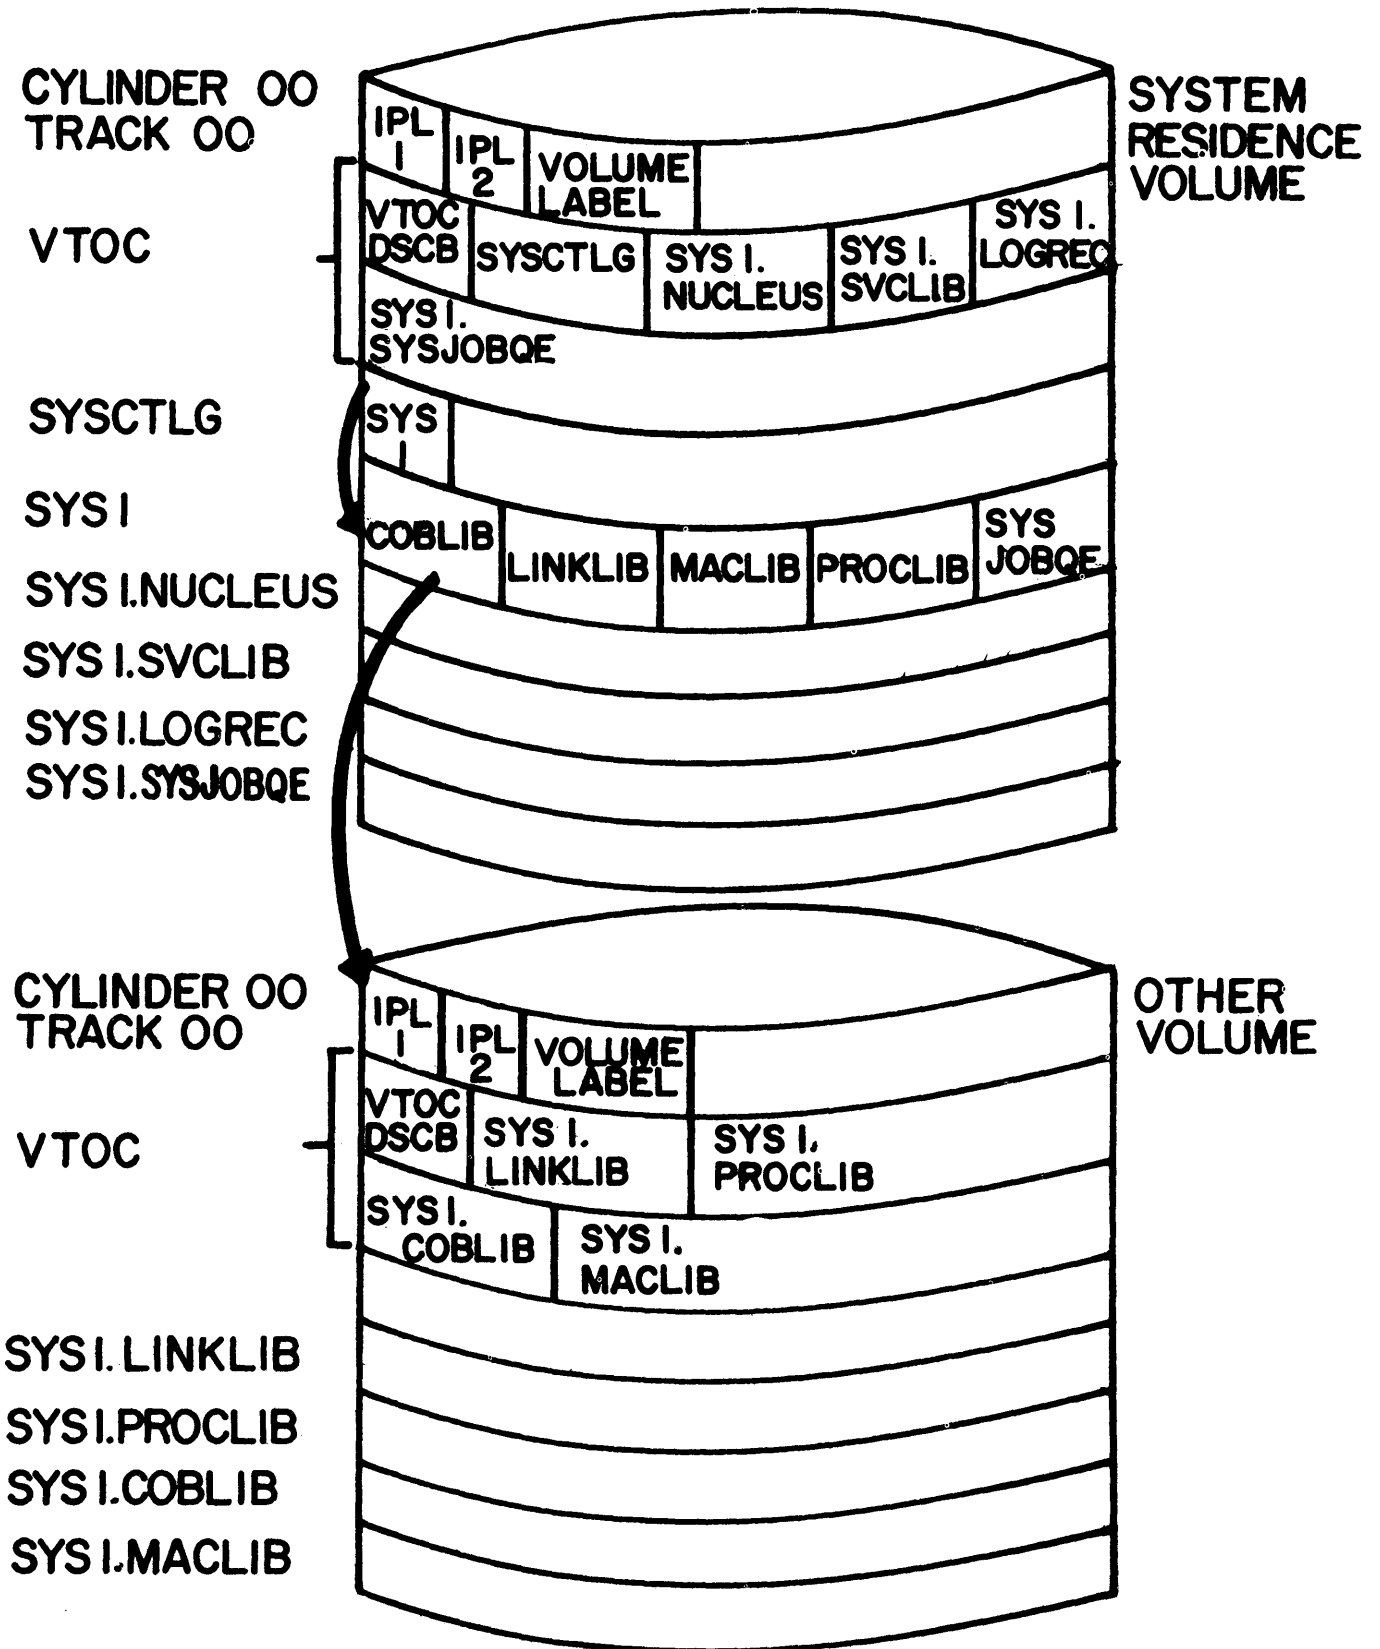 CYLINDER 00
TRACK 00
IPL
1
IPL
2
VOLUME
LABEL
SYSTEM
RESIDENCE
VOLUME
VTOC
VTOC
DSCB
SYSCTLG
SYS 1.
NUCLEUS
SYS 1.
SVCLIB
SYS 1.
LOGREC
SYS 1.
SYSJOBQE
SYSCTLG
SYS
1
SYS 1
COBLIB
LINKLIB
MACLIB
PROCLIB
SYS
JOBQE
SYS 1.NUCLEUS
SYS 1.SVCLIB
SYS 1.LOGREC
SYS 1.SYSJOBQE
CYLINDER 00
TRACK 00
IPL
1
IPL
2
VOLUME
LABEL
OTHER
VOLUME
VTOC
VTOC
DSCB
SYS 1.
LINKLIB
SYS 1.
PROCLIB
SYS 1.
COBLIB
SYS 1.
MACLIB
SYS 1.LINKLIB
SYS 1.PROCLIB
SYS 1.COBLIB
SYS 1.MACLIB